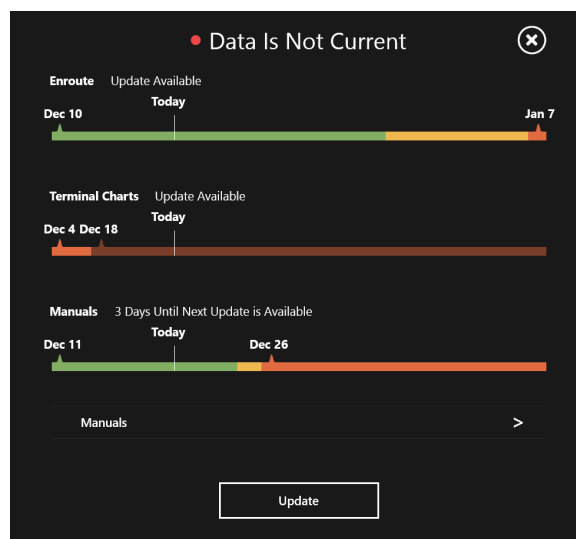 Data Is Not Current
Enroute Update Available
Today
Dec 10 Jan 7
Terminal Charts Update Available
Today
Dec 4 Dec 18
Manuals 3 Days Until Next Update is Available
Today
Dec 11 Dec 26
Manuals >
Update